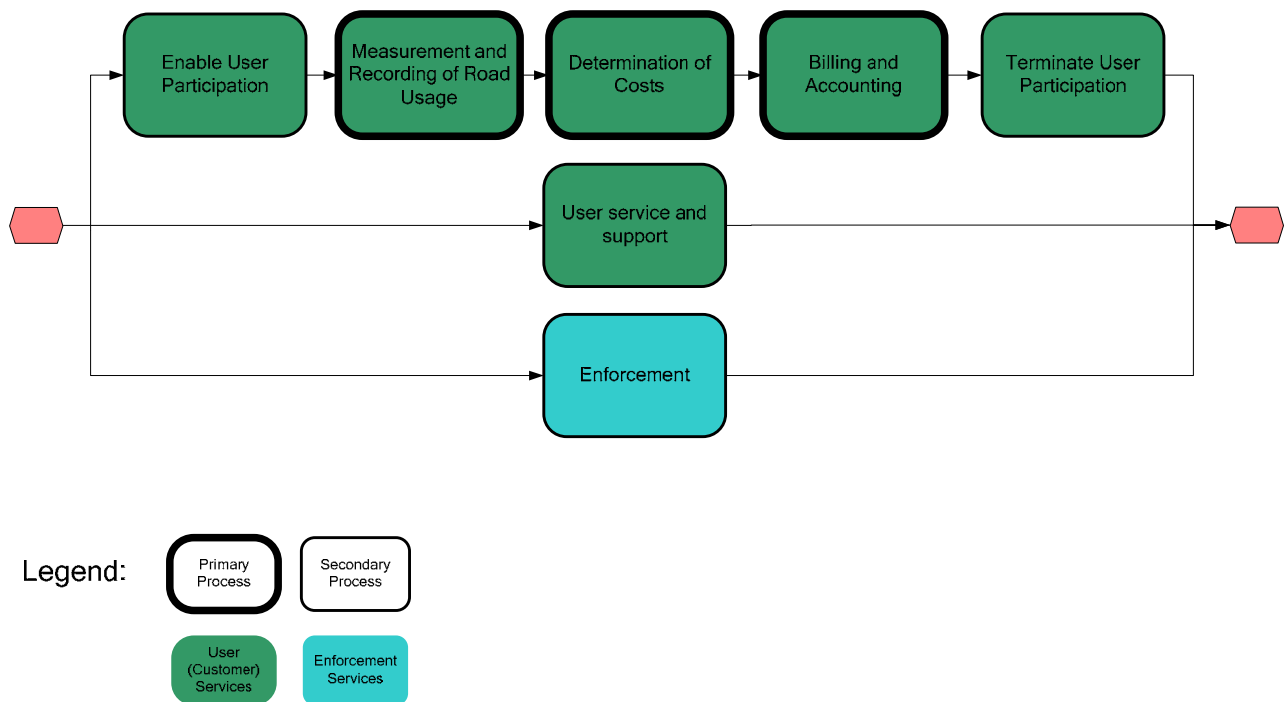 Enable User
Participation
Measurement and
Recording of Road
Usage
Determination of
Costs
Billing and
Accounting
Terminate User
Participation
User service and
support
Enforcement
Legend:
Primary
Process
Secondary
Process
User
(Customer)
Services
Enforcement
Services